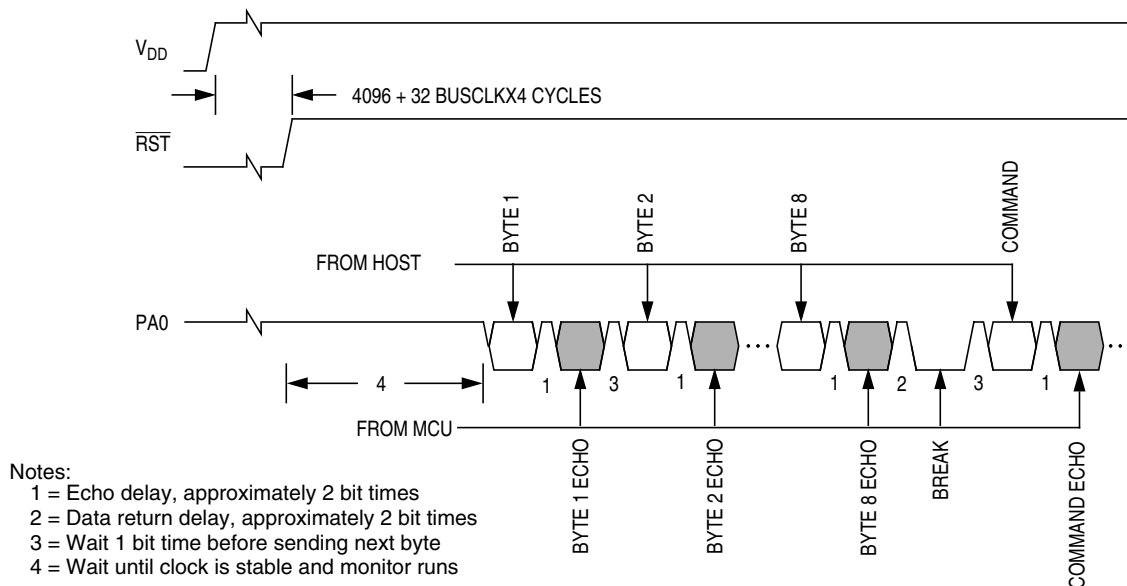 VDD
4096 + 32 BUSCLKX4 CYCLES
RST
BYTE 1
BYTE 2
BYTE 8
COMMAND
FROM HOST
PA0
1
3
1
...
1
2
3
1
...
4
FROM MCU
BYTE 1 ECHO
BYTE 2 ECHO
BYTE 8 ECHO
BREAK
COMMAND ECHO
Notes:
1 = Echo delay, approximately 2 bit times
2 = Data return delay, approximately 2 bit times
3 = Wait 1 bit time before sending next byte
4 = Wait until clock is stable and monitor runs